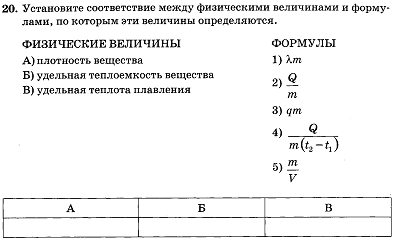 20. Установите соответствие между физическими величинами и форму-
лами, по которым эти величины определяются.
ФИЗИЧЕСКИЕ ВЕЛИЧИНЫ
А) плотность вещества
Б) удельная теплоемкость вещества
В) удельная теплота плавления
ФОРМУЛЫ
1) λm
2) Q/m
3) qm
4) Q/m(t₂−t₁)
5) m/V
А Б В